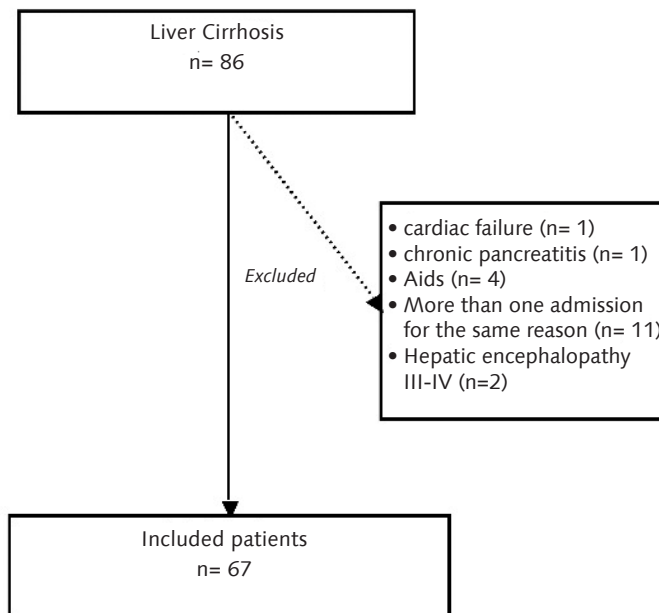 Liver Cirrhosis
n= 86
Excluded
• cardiac failure (n= 1)
• chronic pancreatitis (n= 1)
• Aids (n= 4)
• More than one admission
for the same reason (n= 11)
• Hepatic encephalopathy
III-IV (n=2)
Included patients
n= 67